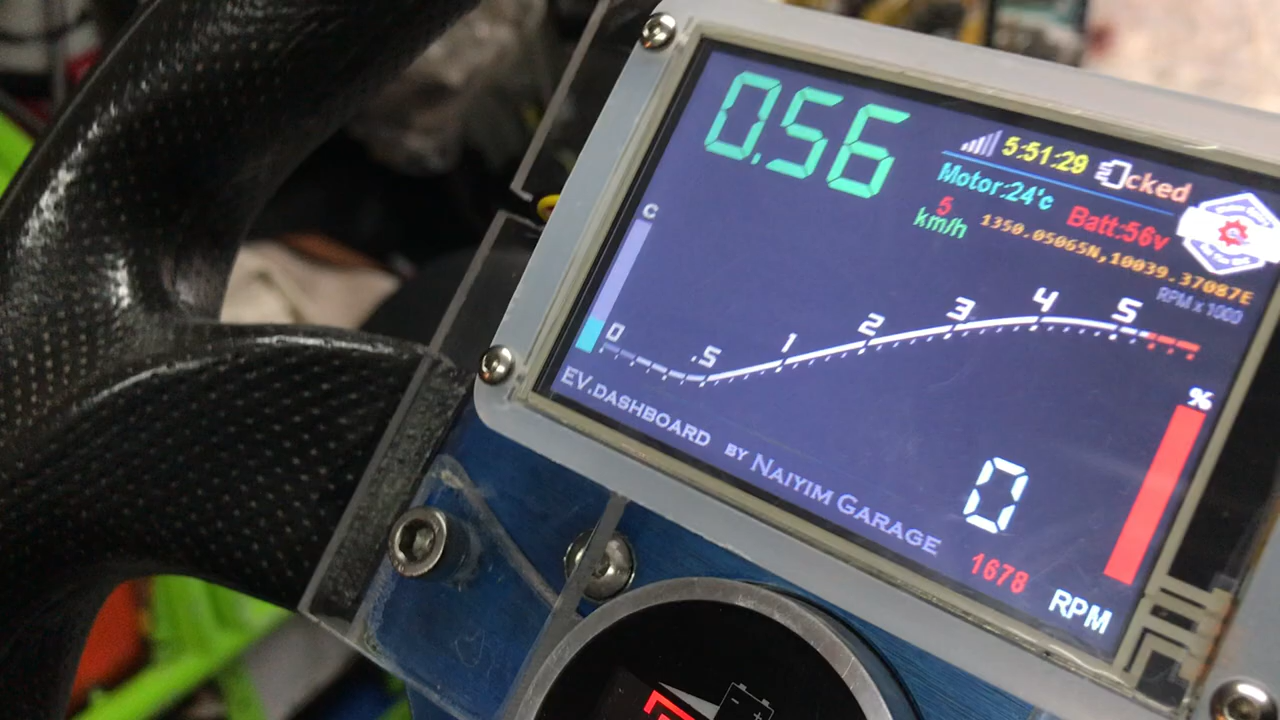 0.56
5:51:29 cked
Motor:24'c
Batt:56v
5
km/h
1350.05065N,10039.37087E
RPM x 1000
C
0 .5 1 2 3 4 5
%
EV.DASHBOARD BY NAIYIM GARAGE
0
1678
RPM